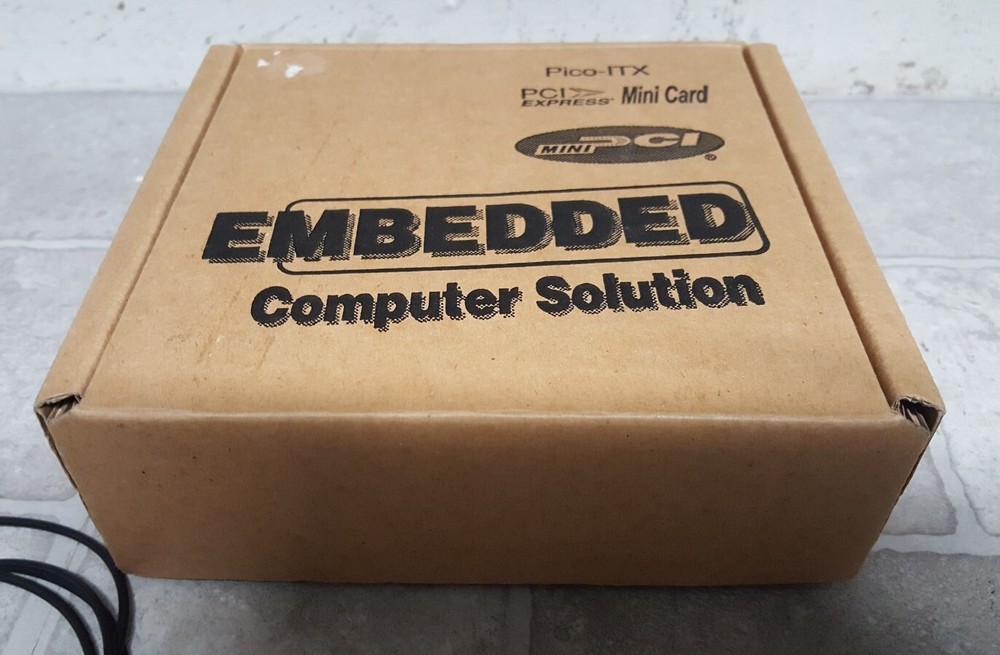 Pico-ITX
PCI EXPRESS® Mini Card
MINI PCI ®
EMBEDDED
Computer Solution